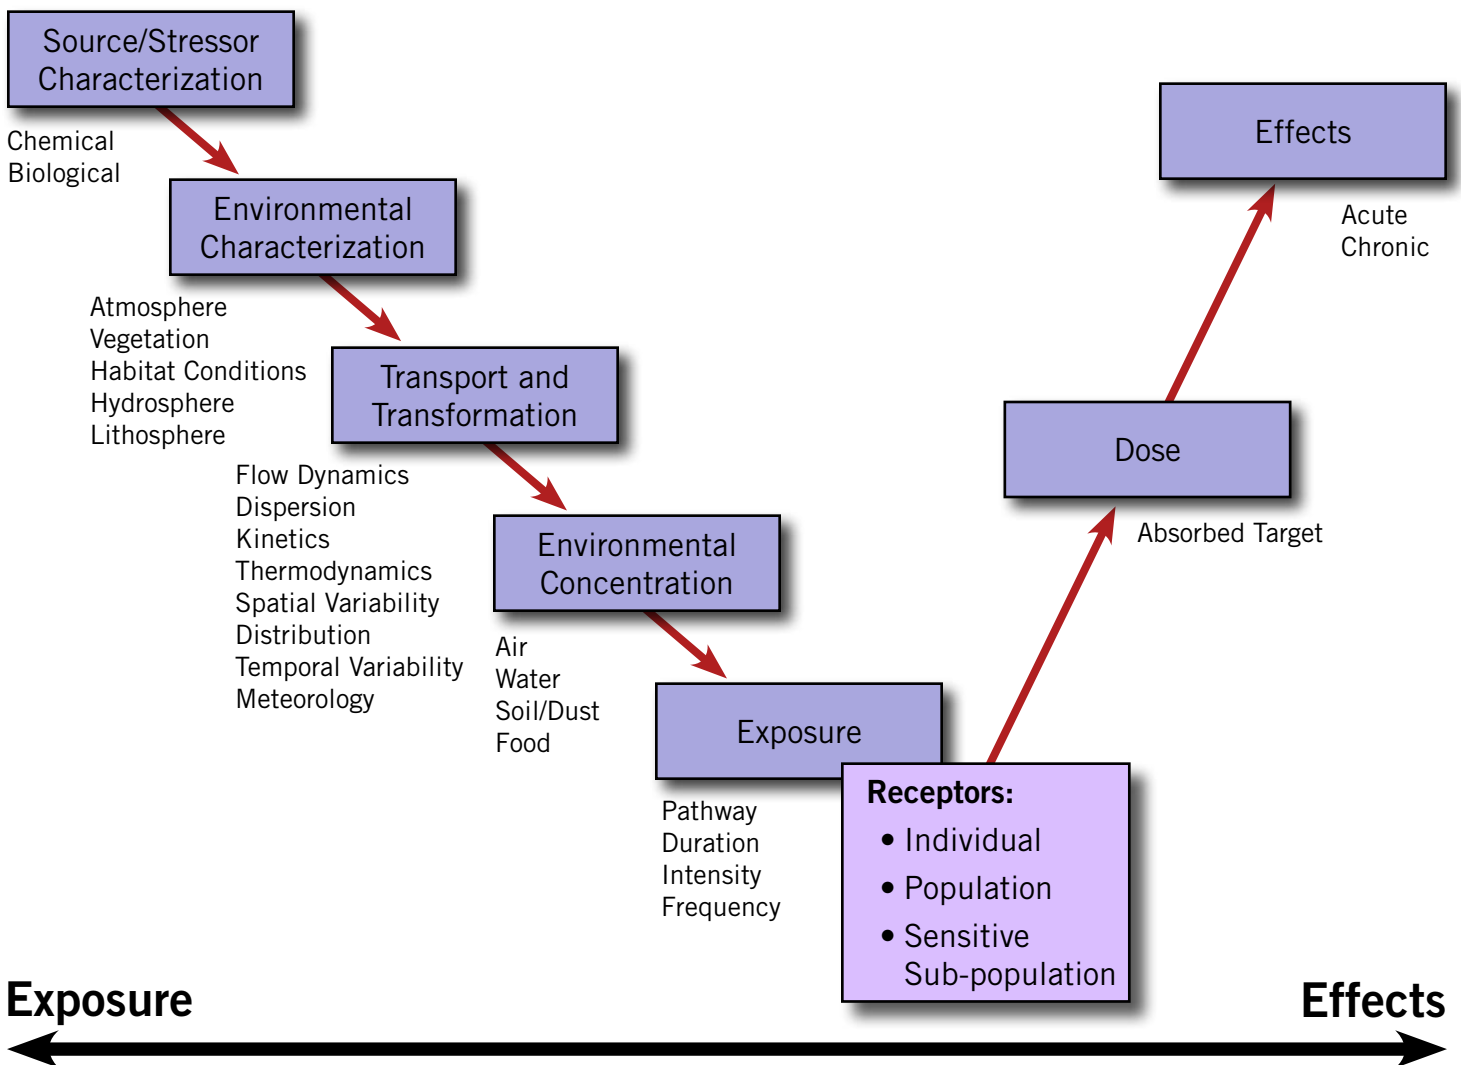 Source/Stressor
Characterization
Chemical
Biological
Environmental
Characterization
Atmosphere
Vegetation
Habitat Conditions
Hydrosphere
Lithosphere
Transport and
Transformation
Flow Dynamics
Dispersion
Kinetics
Thermodynamics
Spatial Variability
Distribution
Temporal Variability
Meteorology
Environmental
Concentration
Air
Water
Soil/Dust
Food
Exposure
Pathway
Duration
Intensity
Frequency
Receptors:
• Individual
• Population
• Sensitive
Sub-population
Dose
Absorbed Target
Effects
Acute
Chronic
Exposure
Effects